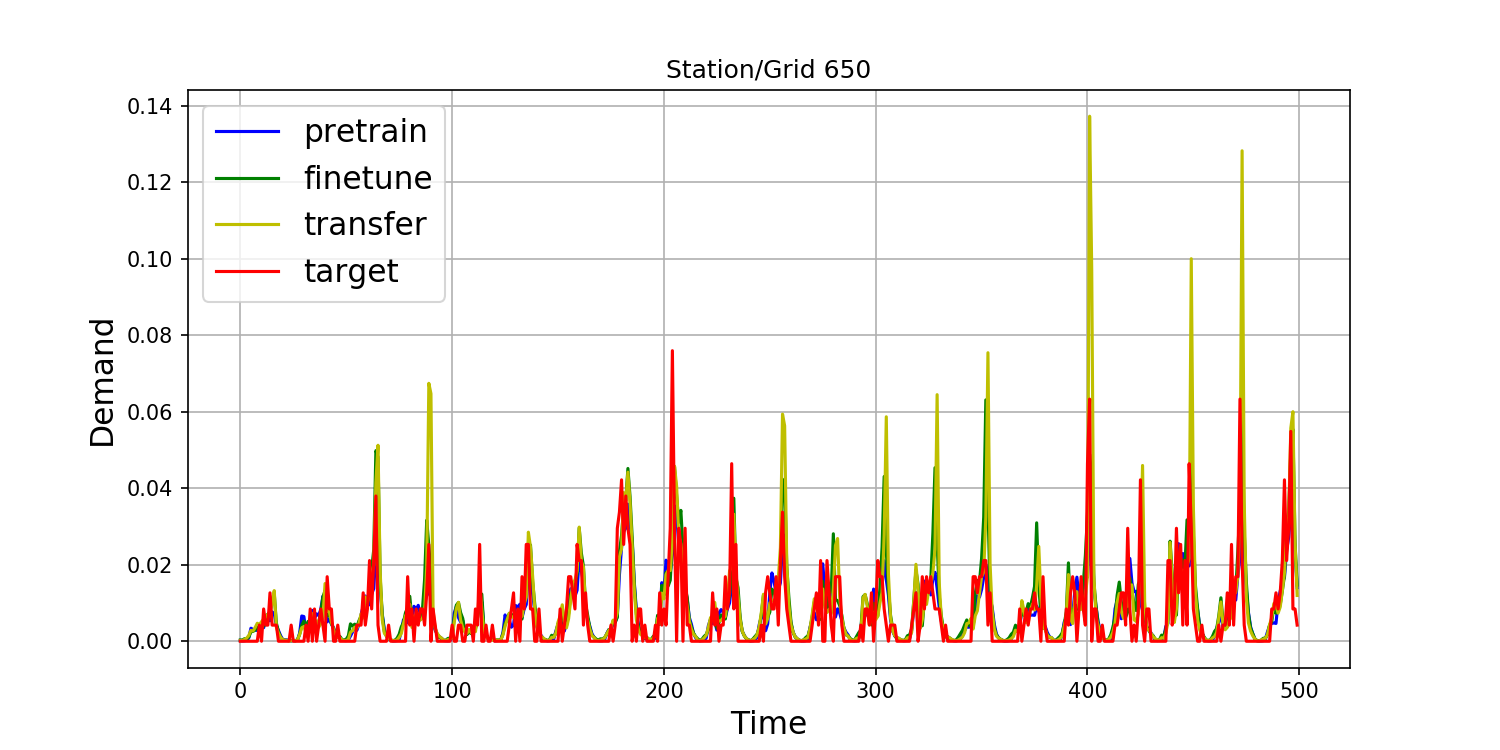 Station/Grid 650
0.14
0.12
0.10
0.08
0.06
0.04
0.02
0.00
Demand
pretrain
finetune
transfer
target
0 100 200 300 400 500
Time